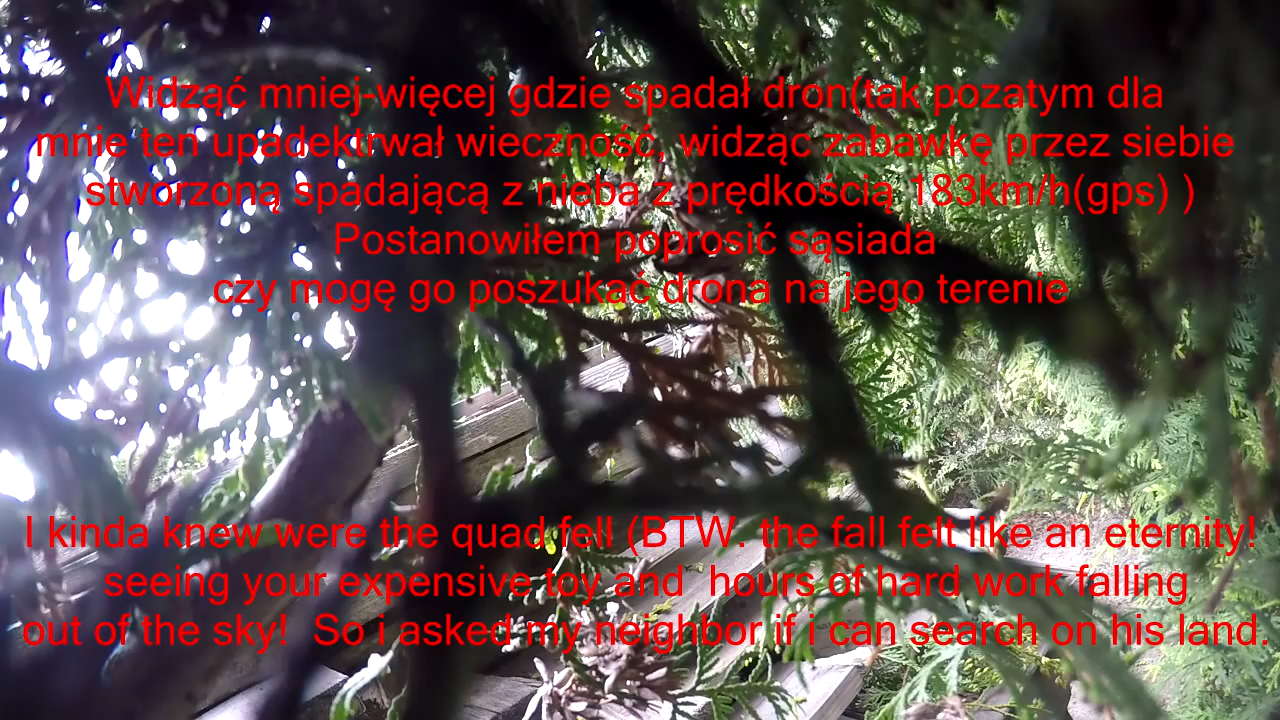 Widząć mniej-więcej gdzie spadał dron(tak pozatym dla
mnie ten upadektrwał wieczność, widząc zabawkę przez siebie
stworzoną spadającą z nieba z prędkością 183km/h(gps) )
Postanowiłem poprosić sąsiada
czy mogę go poszukać drona na jego terenie
I kinda knew were the quad fell (BTW. the fall felt like an eternity!
seeing your expensive toy and  hours of hard work falling
out of the sky!  So i asked my neighbor if i can search on his land.